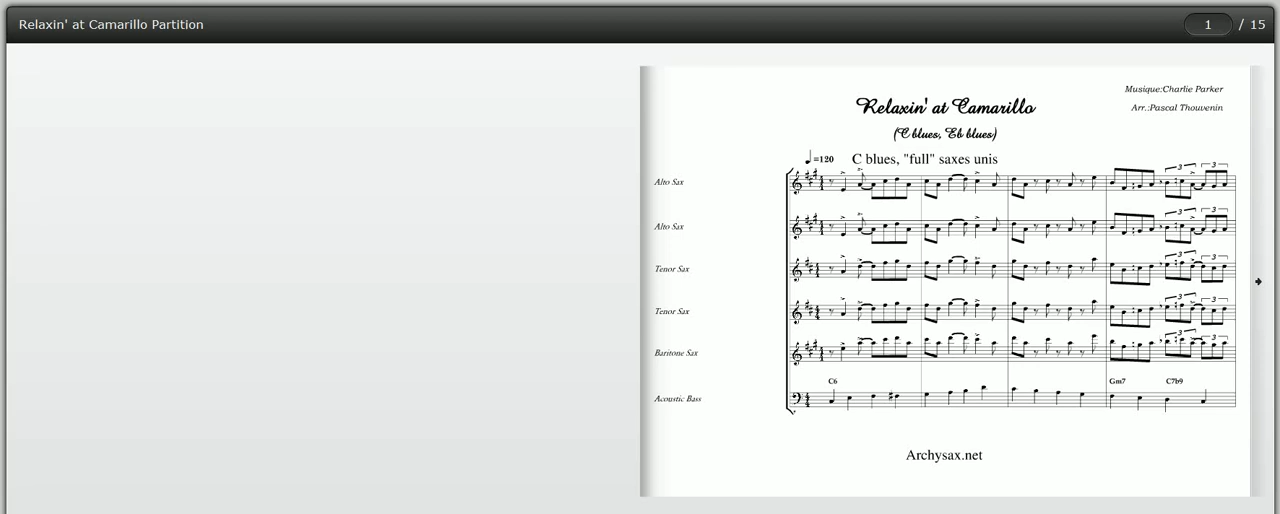 Relaxin' at Camarillo Partition
1 / 15
Musique:Charlie Parker
Relaxin' at Camarillo
Arr.:Pascal Thouvenin
(C blues, Eb blues)
=120 C blues, "full" saxes unis
Alto Sax
Alto Sax
Tenor Sax
Tenor Sax
Baritone Sax
C6 Gm7 C7b9
Acoustic Bass
Archysax.net